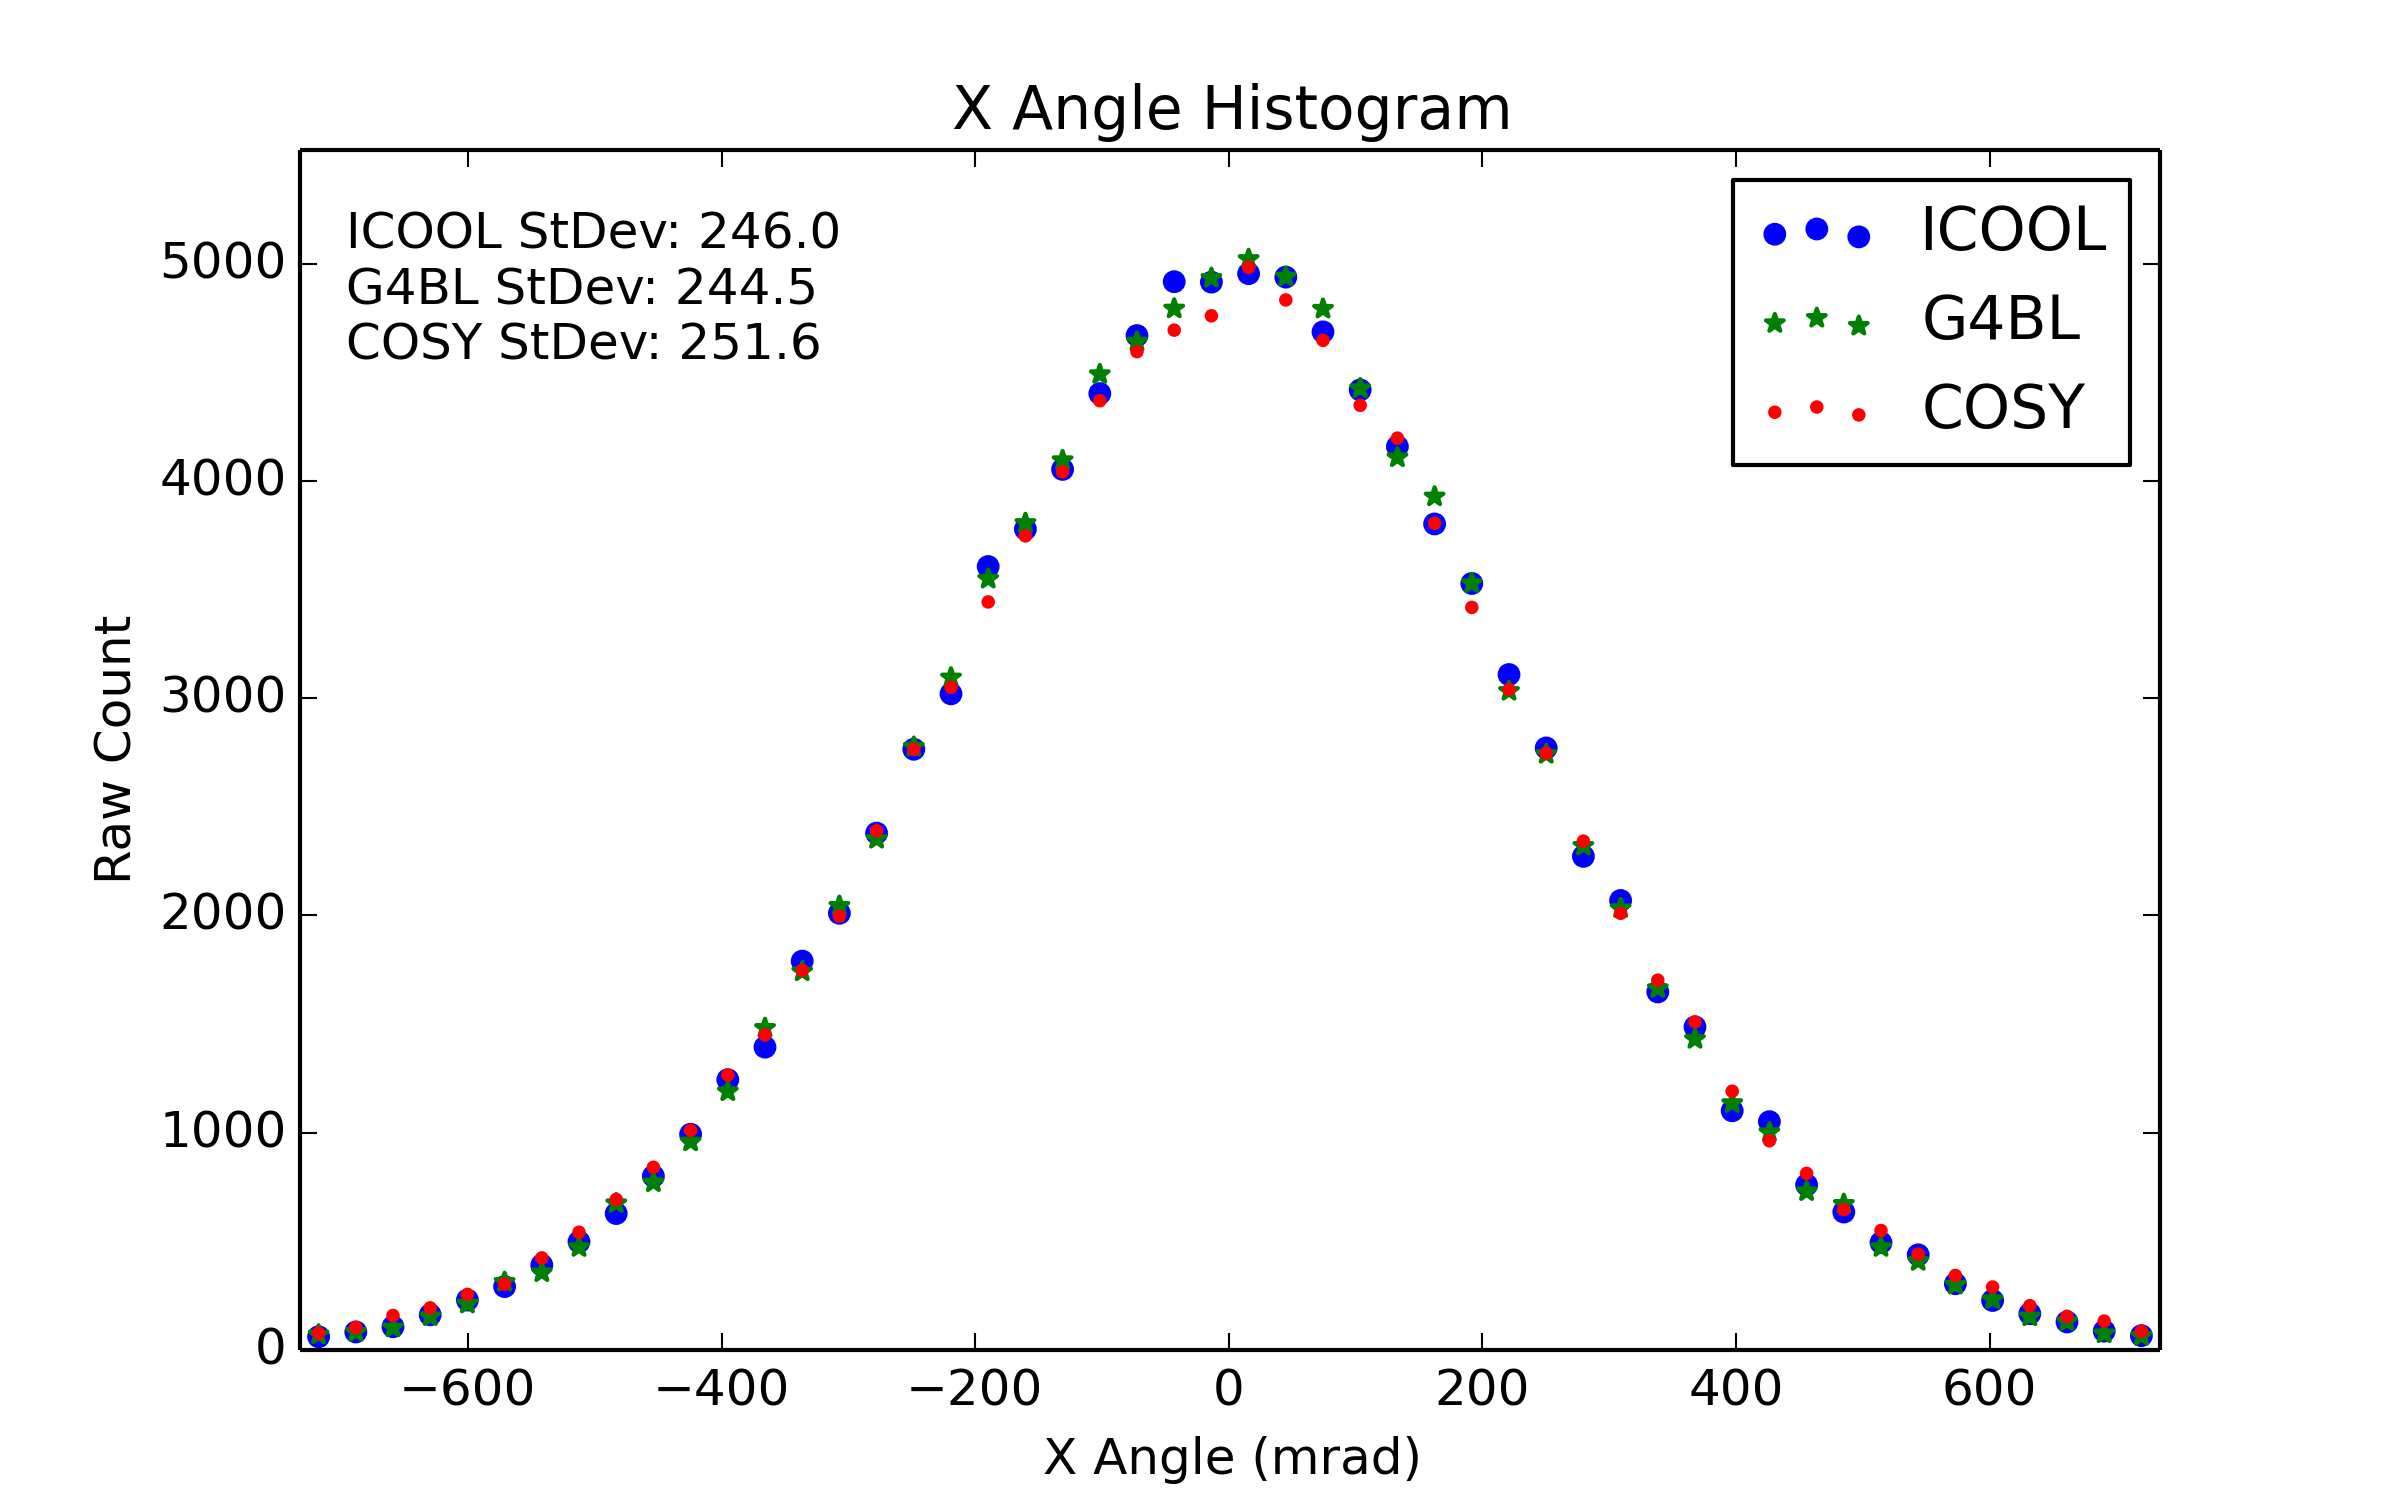 X Angle Histogram
ICOOL StDev: 246.0
G4BL StDev: 244.5
COSY StDev: 251.6
ICOOL
G4BL
COSY
Raw Count
5000
4000
3000
2000
1000
0
−600 −400 −200 0 200 400 600
X Angle (mrad)